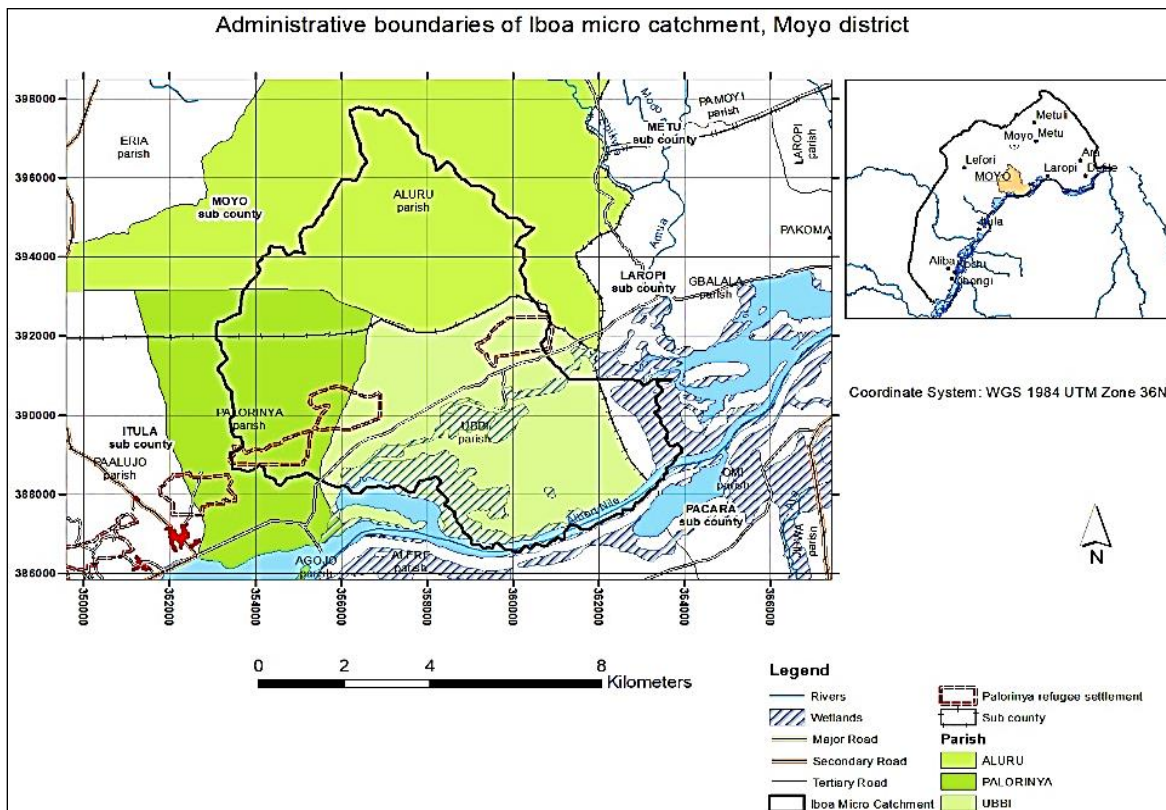 Administrative boundaries of Iboa micro catchment, Moyo district
398000
396000
394000
392000
390000
388000
386000
350000
352000
354000
356000
358000
360000
362000
364000
366000
ERIA
parish
MOYO
sub county
ALURU
parish
METU
sub county
PAMOYI
parish
LAROPI
parish
PAKOMA
Amua
LAROPI
sub county
GBALALA
parish
PALORINYA
parish
ITULA
sub county
PAALUJO
parish
UBBI
parish
PACARA
sub county
parish
AGOJO
parish
parish
Metuli
Moyo
Metu
Lefori
MOYO
Laropi
Aliba
Coordinate System: WGS 1984 UTM Zone 36N
N
0 2 4 8
Kilometers
Legend
Rivers
Wetlands
Major Road
Secondary Road
Tertiary Road
Iboa Micro Catchment
Palorinya refugee settlement
Sub county
Parish
ALURU
PALORINYA
UBBI